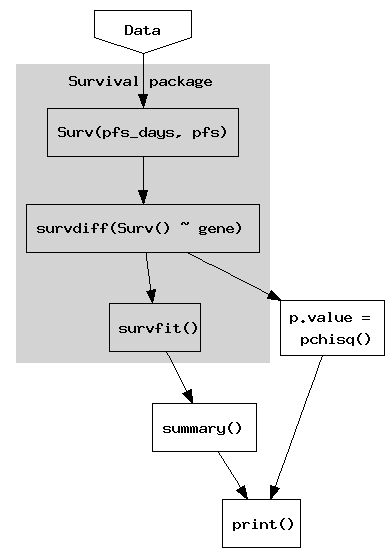 Data
Survival package
Surv(pfs_days, pfs)
survdiff(Surv() ~ gene)
survfit()
p.value =
pchisq()
summary()
print()